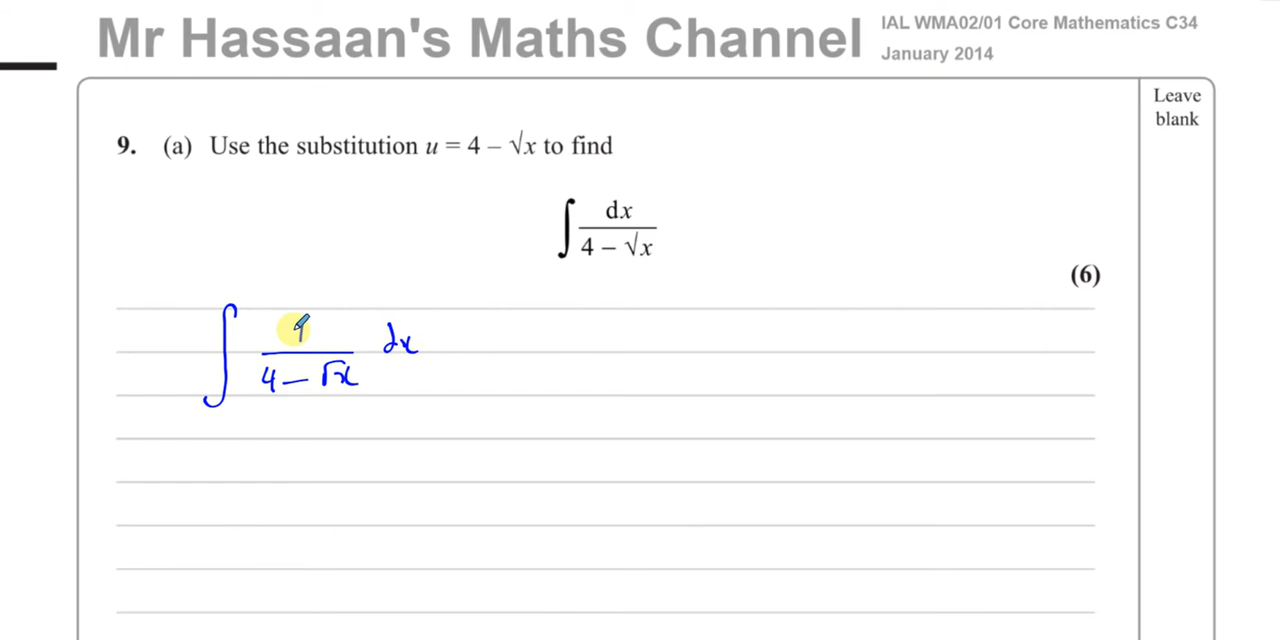 Mr Hassaan's Maths Channel
IAL WMA02/01 Core Mathematics C34
January 2014
Leave
blank
9. (a) Use the substitution u = 4 – √x to find
∫ dx / (4 – √x)
(6)
∫ 1 / (4 – √x) dx